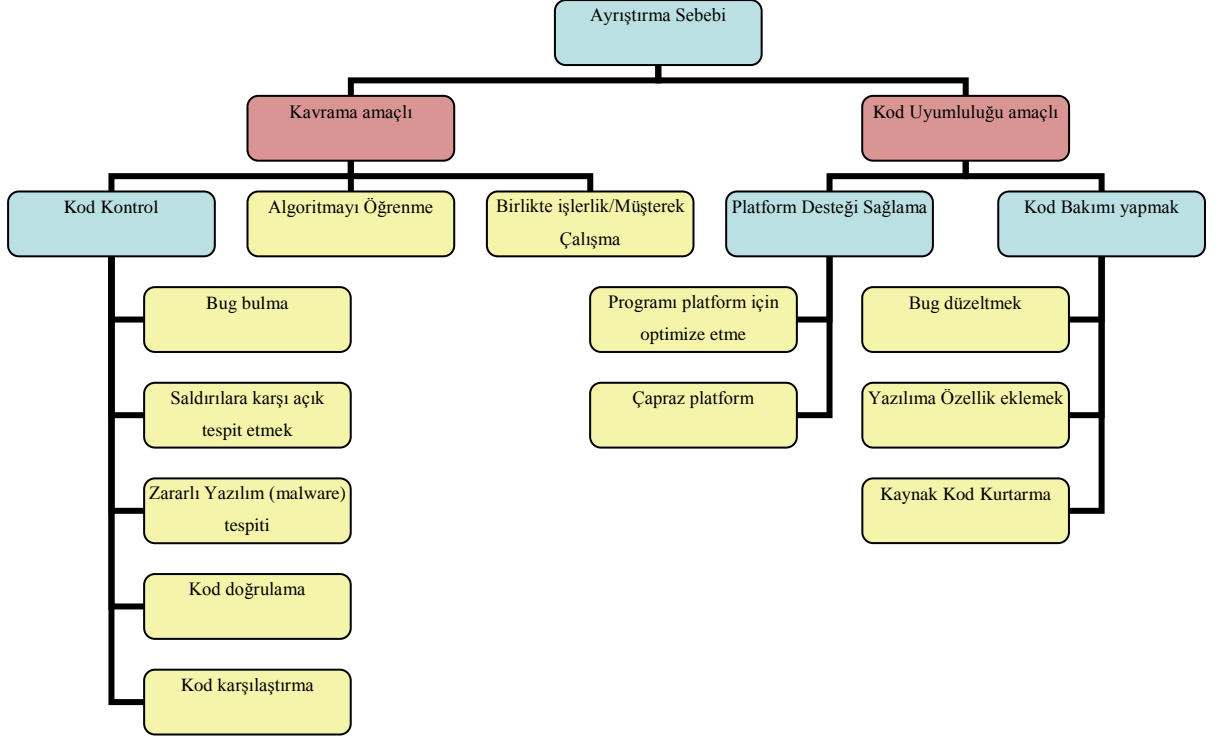 Ayrıştırma Sebebi
Kavrama amaçlı
Kod Uyumluluğu amaçlı
Kod Kontrol
Algoritmayı Öğrenme
Birlikte işlerlik/Müşterek
Çalışma
Platform Desteği Sağlama
Kod Bakımı yapmak
Bug bulma
Saldırılara karşı açık
tespit etmek
Zararlı Yazılım (malware)
tespiti
Kod doğrulama
Kod karşılaştırma
Programı platform için
optimize etme
Çapraz platform
Bug düzeltmek
Yazılıma Özellik eklemek
Kaynak Kod Kurtarma